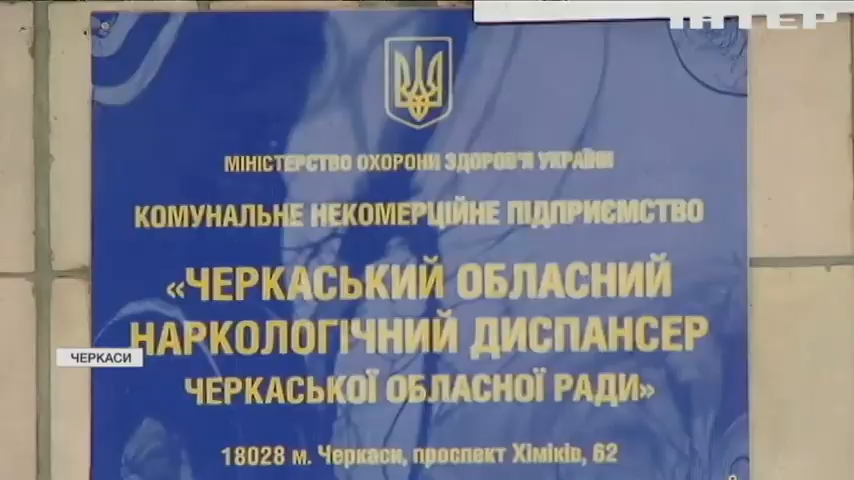 ІНТЕР
МІНІСТЕРСТВО ОХОРОНИ ЗДОРОВ'Я УКРАЇНИ
КОМУНАЛЬНЕ НЕКОМЕРЦІЙНЕ ПІДПРИЄМСТВО
«ЧЕРКАСЬКИЙ ОБЛАСНИЙ
НАРКОЛОГІЧНИЙ ДИСПАНСЕР
ЧЕРКАСЬКОЇ ОБЛАСНОЇ РАДИ»
ЧЕРКАСИ
18028 м. Черкаси, проспект Хіміків, 62